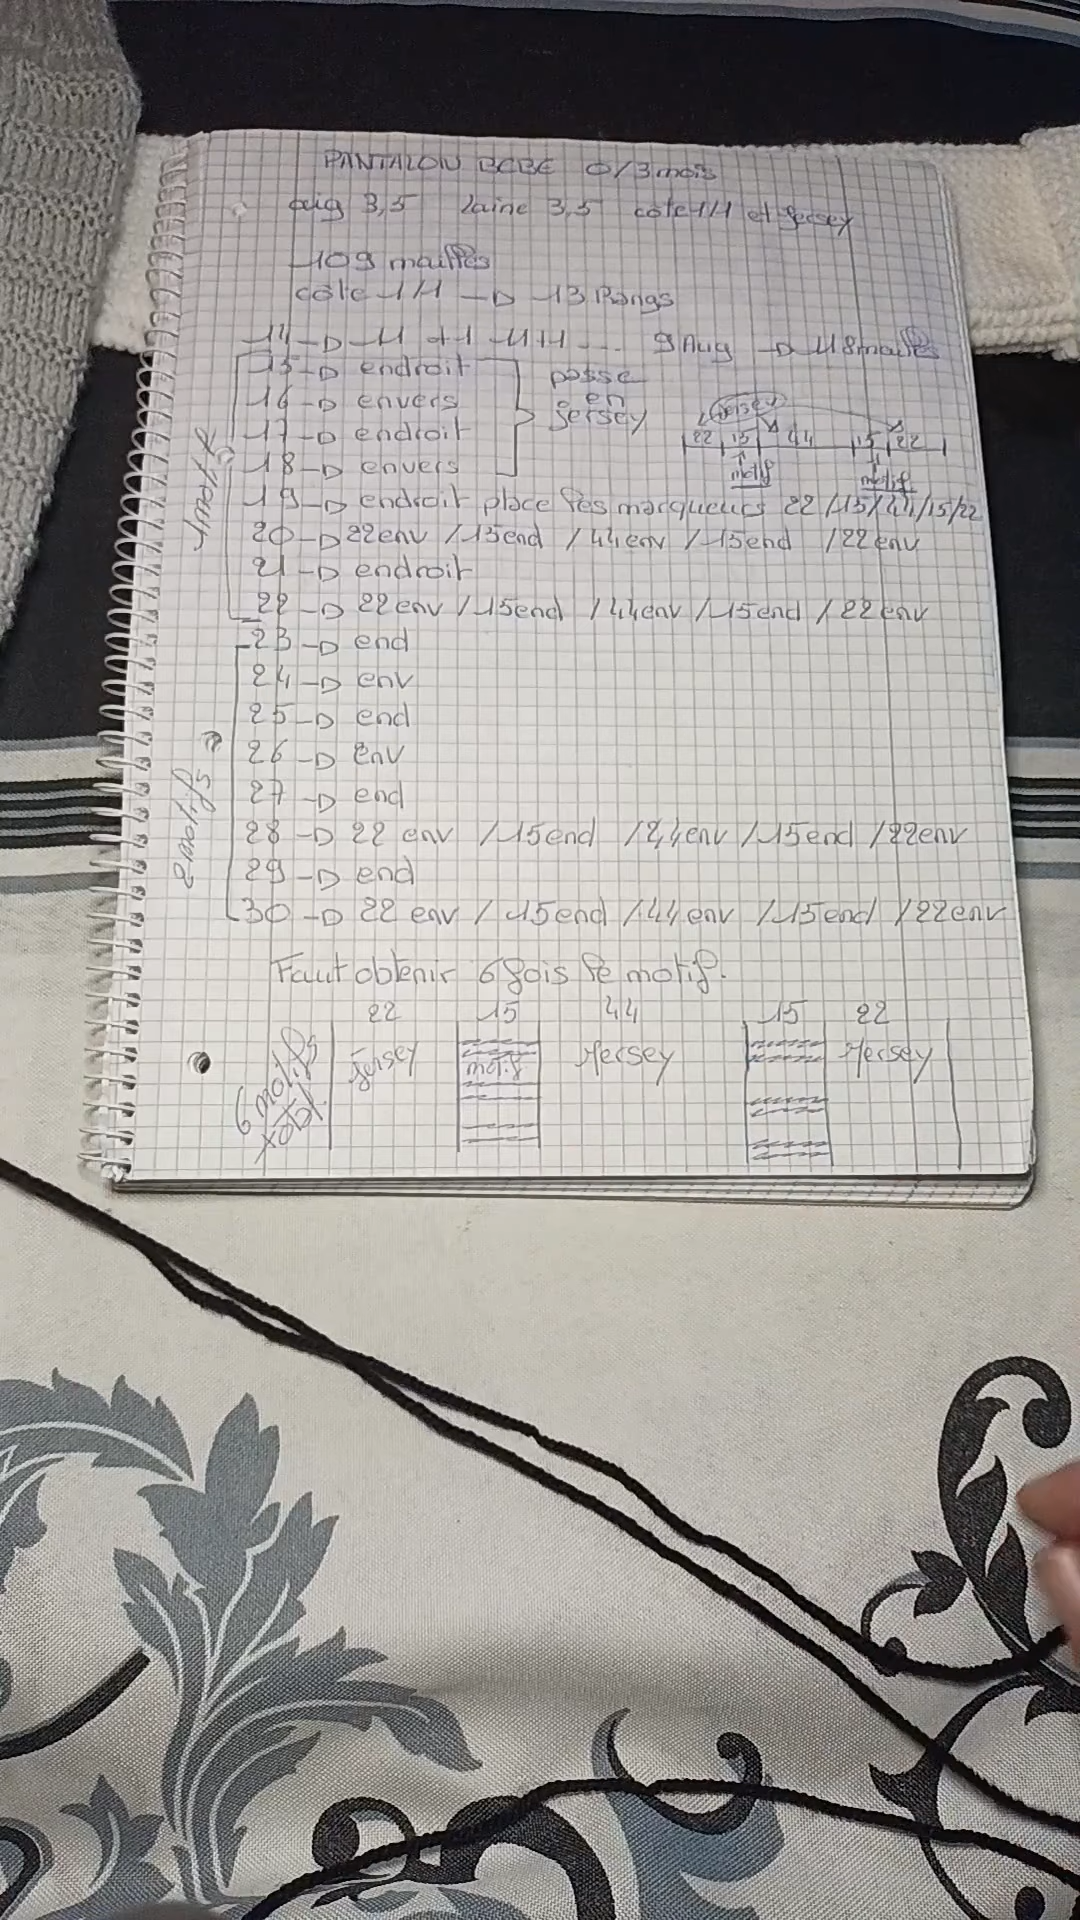 PANTALON BEBE 0/3 mois
aig 3,5 laine 3,5 côte 1/1 et jersey
109 mailles
côte 1/1 → 13 Rangs
14 → 11 +1 11+1 ... 9 Aug → 118 mailles
15 → endroit
16 → envers
17 → endroit
18 → envers
passe
en
jersey
jersey
22 15 44 15 22
motif motif
19 → endroit place les marqueurs 22/15/44/15/22
20 → 22env /15end /44env /15end /22env
21 → endroit
22 → 22env /15end /44env /15end /22env
1 motif
23 → end
24 → env
25 → end
26 → env
27 → end
28 → 22 env /15end /44env /15end /22env
29 → end
30 → 22 env /15end /44env /15end /22env
2 motifs
Faut obtenir 6 fois le motif.
22 15 44 15 22
6 motifs
total
jersey motif Jersey Jersey